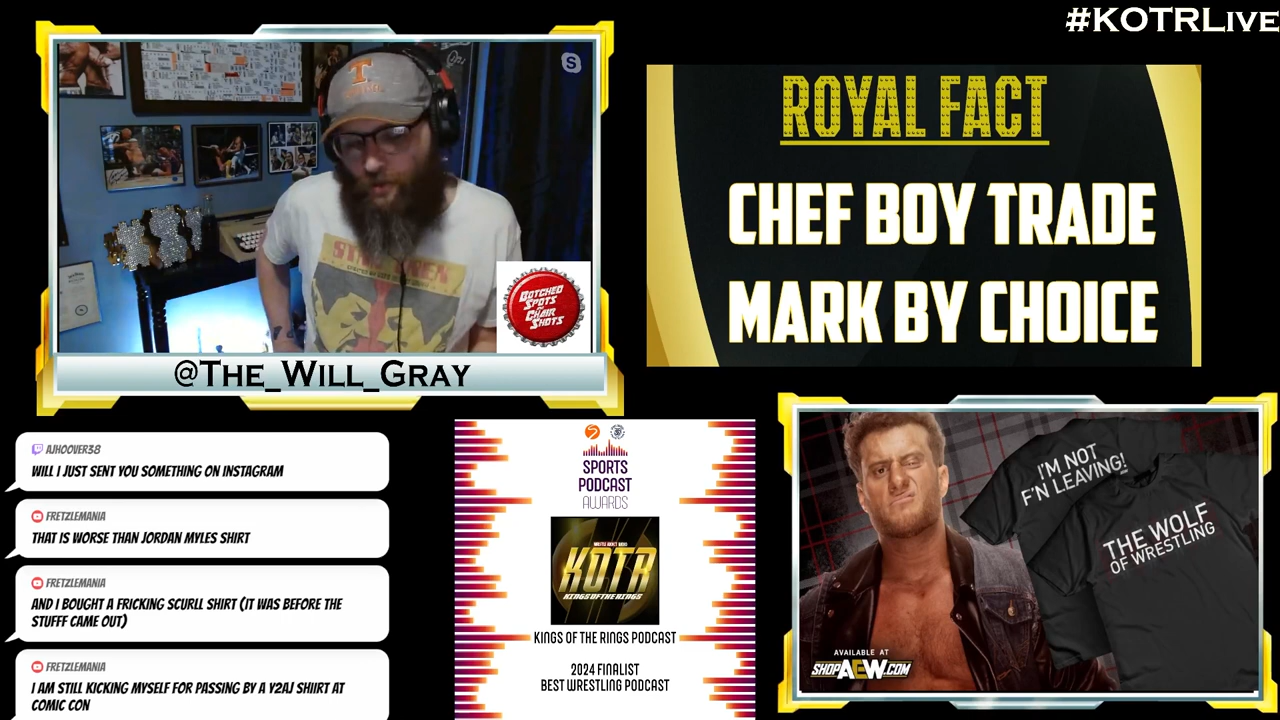 #KOTRLIVE
ROYAL FACT
CHEF BOY TRADE
MARK BY CHOICE
T
S
BOTCHED
SPOTS
CHAIR
SHOTS
@THE_WILL_GRAY
AJHOOVER38
WILL I JUST SENT YOU SOMETHING ON INSTAGRAM
FRETZLEMANIA
THAT IS WORSE THAN JORDAN MYLES SHIRT
FRETZLEMANIA
AND I BOUGHT A FRICKING SCURLL SHIRT (IT WAS BEFORE THE
STUFFF CAME OUT)
FRETZLEMANIA
I AM STILL KICKING MYSELF FOR PASSING BY A Y2AJ SHIIRT AT
COMIC CON
SPORTS
PODCAST
AWARDS
KOTR
KINGS OF THE RINGS
KINGS OF THE RINGS PODCAST
2024 FINALIST
BEST WRESTLING PODCAST
I'M NOT
F'N LEAVING!
THE WOLF
OF WRESTLING
AVAILABLE AT
SHOPAEW.COM